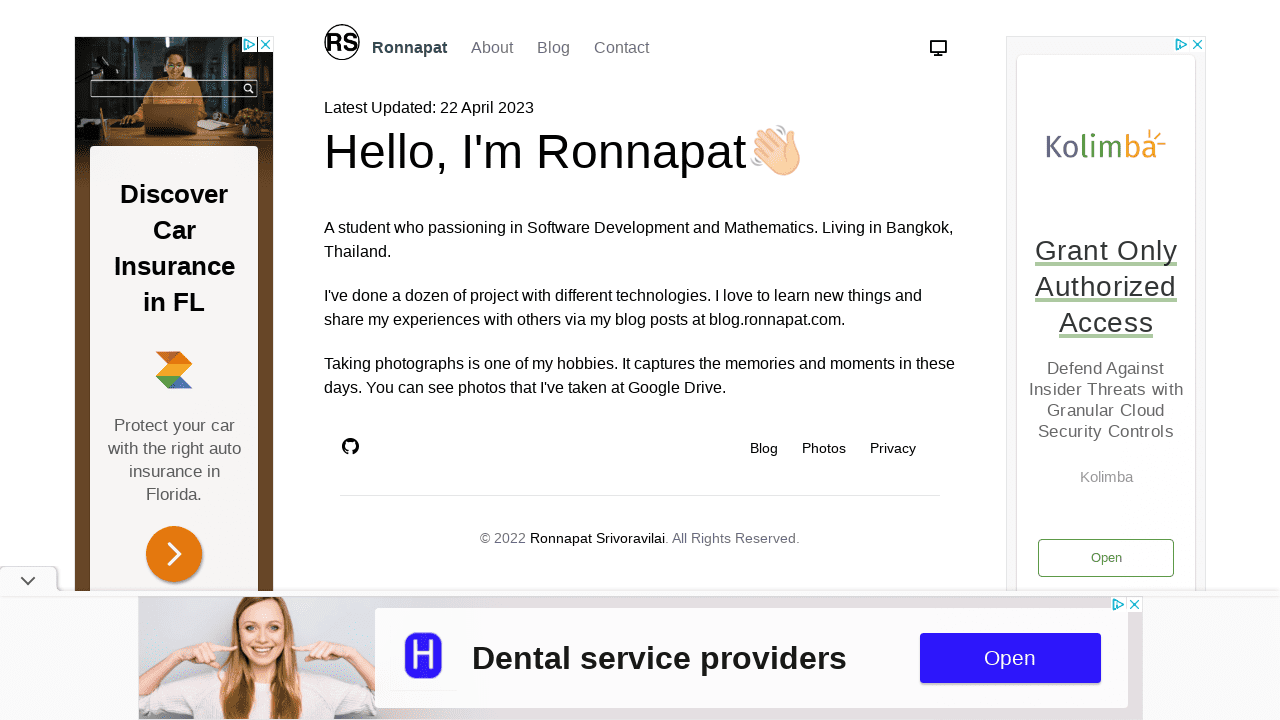 RS
Ronnapat
About
Blog
Contact
Latest Updated: 22 April 2023
Hello, I'm Ronnapat👋🏻
A student who passioning in Software Development and Mathematics. Living in Bangkok,
Thailand.
I've done a dozen of project with different technologies. I love to learn new things and
share my experiences with others via my blog posts at blog.ronnapat.com.
Taking photographs is one of my hobbies. It captures the memories and moments in these
days. You can see photos that I've taken at Google Drive.
Blog
Photos
Privacy
© 2022 Ronnapat Srivoravilai. All Rights Reserved.
Discover
Car
Insurance
in FL
Protect your car
with the right auto
insurance in
Florida.
Kolimba
Grant Only
Authorized
Access
Defend Against
Insider Threats with
Granular Cloud
Security Controls
Kolimba
Open
H
Dental service providers
Open